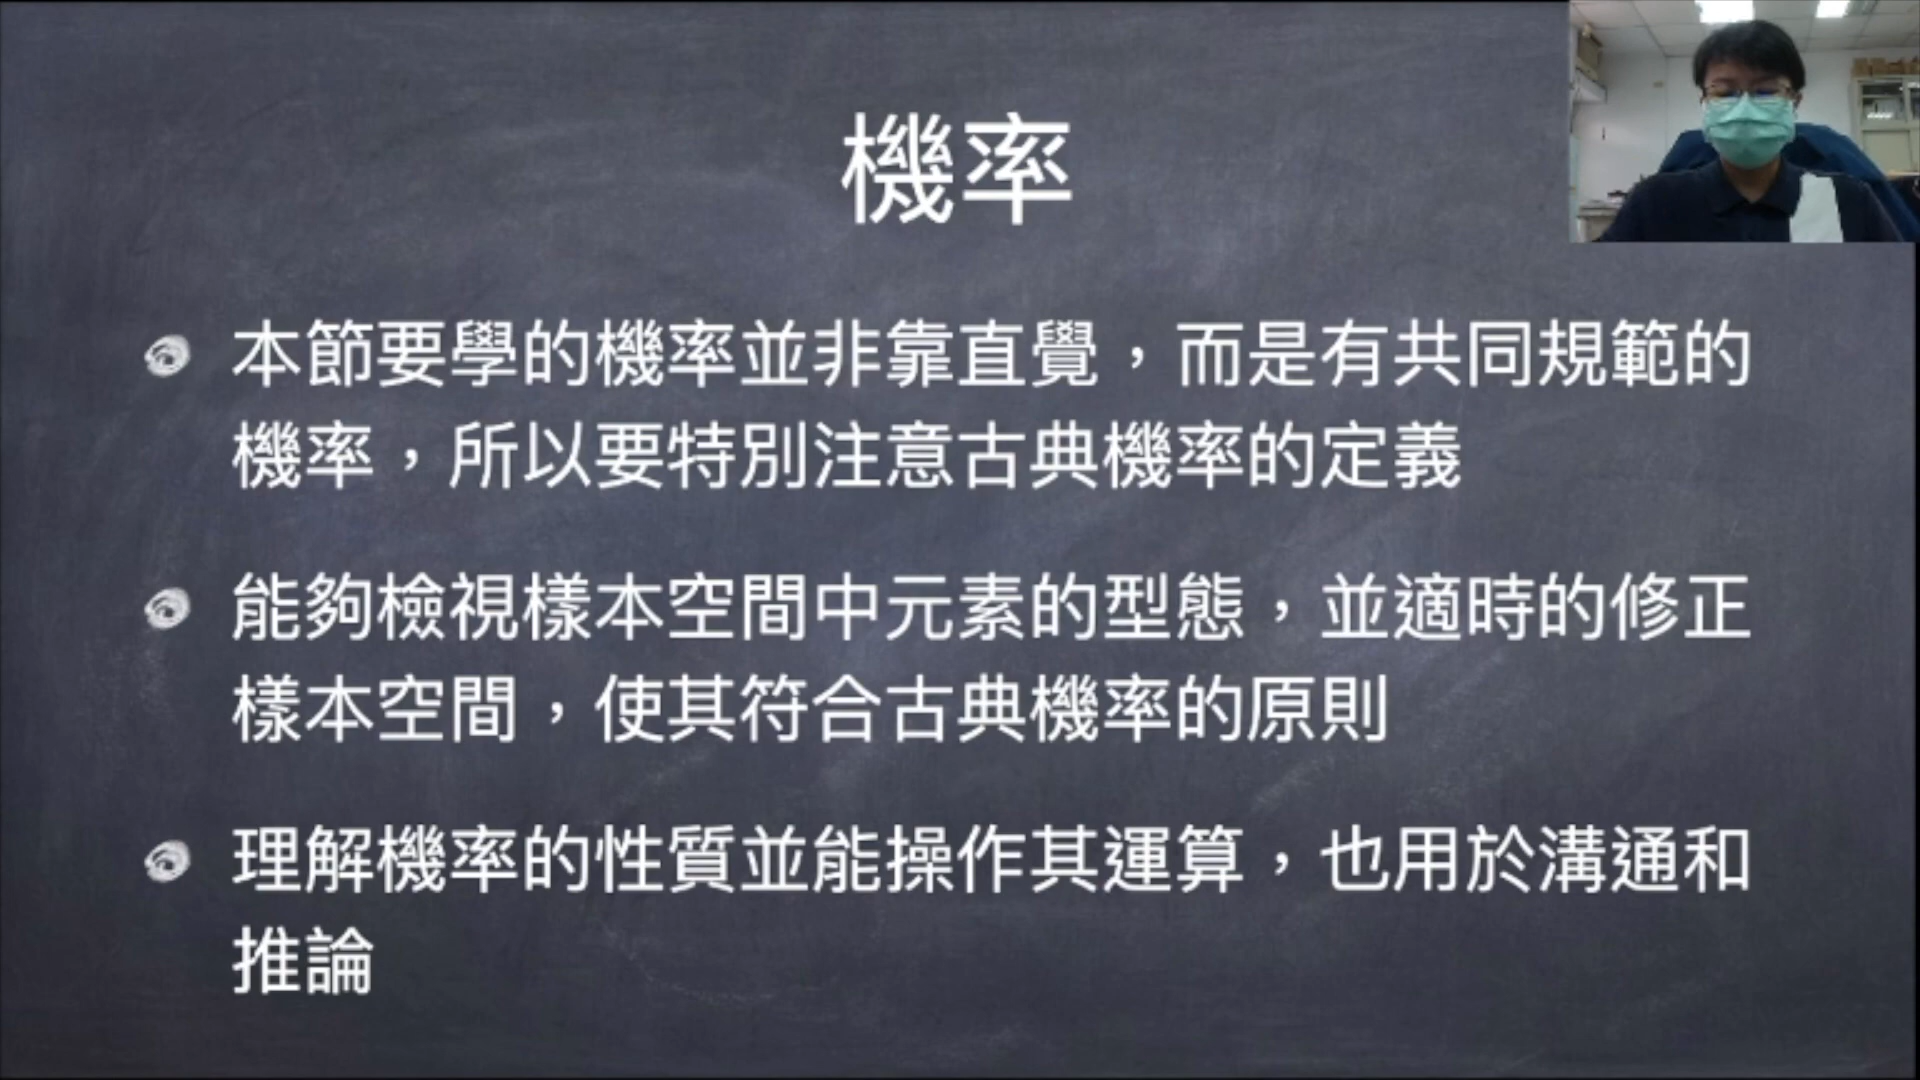 機率
本節要學的機率並非靠直覺，而是有共同規範的
機率，所以要特別注意古典機率的定義
能夠檢視樣本空間中元素的型態，並適時的修正
樣本空間，使其符合古典機率的原則
理解機率的性質並能操作其運算，也用於溝通和
推論